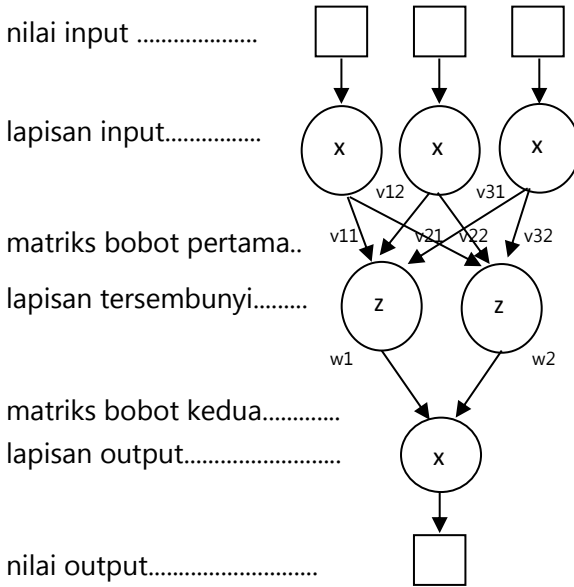 nilai input .....................
lapisan input................
x x x
v12 v31
matriks bobot pertama.. v11 v21 v22 v32
lapisan tersembunyi.........
z z
w1 w2
matriks bobot kedua.............
lapisan output...........................
x
nilai output.............................